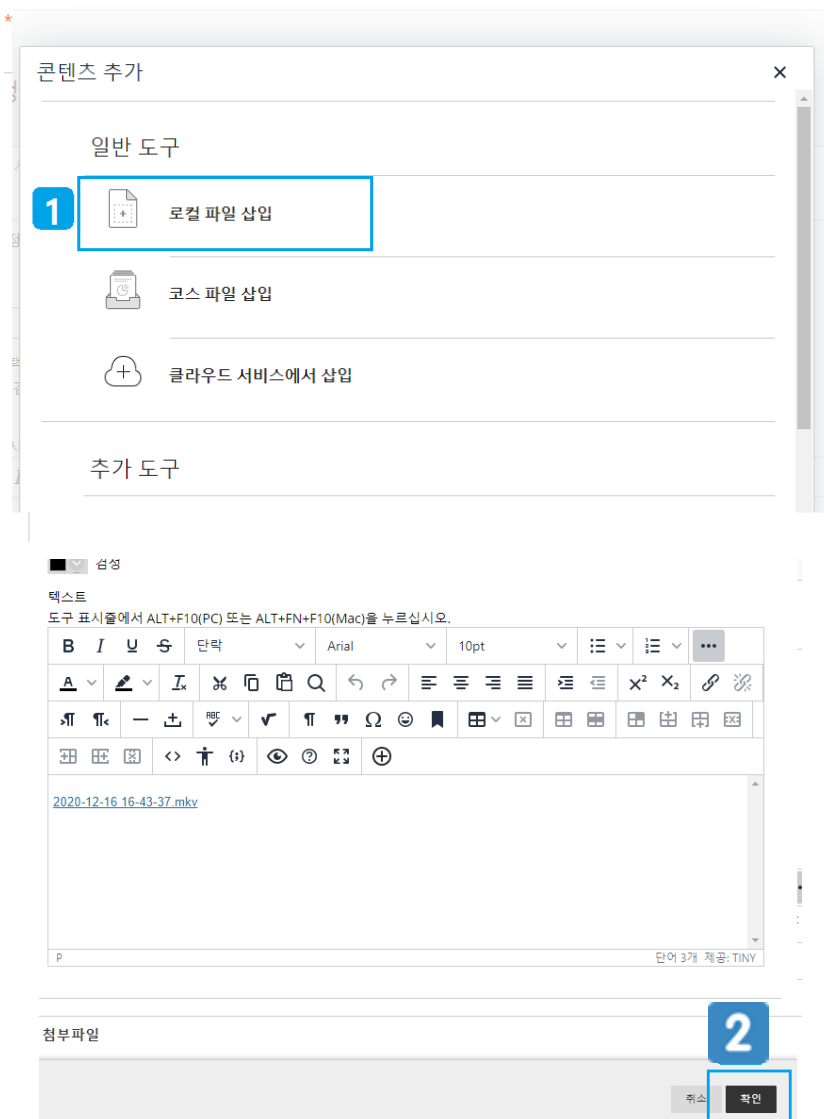 *
콘텐츠 추가
×
일반 도구
1
로컬 파일 삽입
코스 파일 삽입
클라우드 서비스에서 삽입
추가 도구
검정
텍스트
도구 표시줄에서 ALT+F10(PC) 또는 ALT+FN+F10(Mac)을 누르십시오.
B I U S 단락 Arial 10pt
2020-12-16 16-43-37.mkv
P 단어 3개 제공: TINY
첨부파일
2
취소 확인